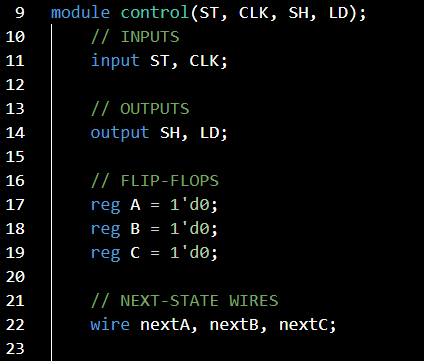 9 module control(ST, CLK, SH, LD);
10 // INPUTS
11 input ST, CLK;
12
13 // OUTPUTS
14 output SH, LD;
15
16 // FLIP-FLOPS
17 reg A = 1'd0;
18 reg B = 1'd0;
19 reg C = 1'd0;
20
21 // NEXT-STATE WIRES
22 wire nextA, nextB, nextC;
23